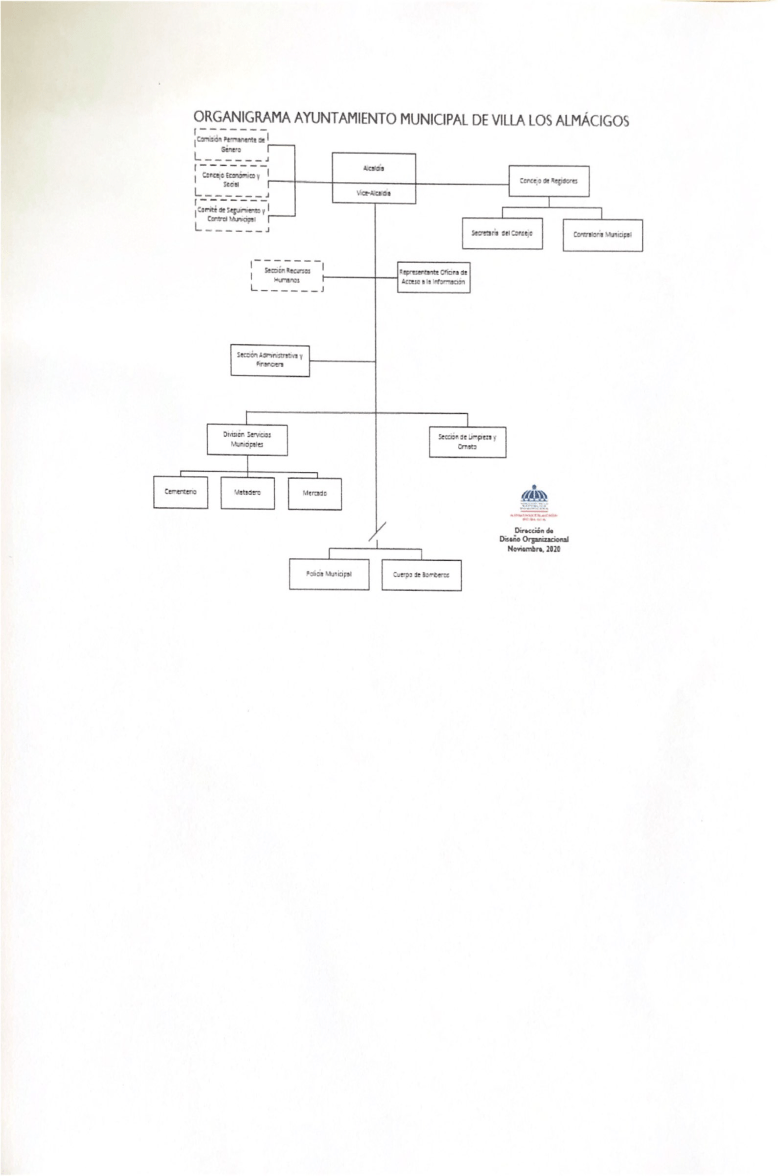 ORGANIGRAMA AYUNTAMIENTO MUNICIPAL DE VILLA LOS ALMÁCIGOS
Comisión Permanente de
Género
Concejo Económico y
Social
Comité de Seguimiento y
Control Municipal
Alcaldía
Vice-Alcaldía
Concejo de Regidores
Secretaría del Concejo
Contraloría Municipal
Sección Recursos
Humanos
Representante Oficina de
Acceso a la Información
Sección Administrativa y
Financiera
División Servicios
Municipales
Sección de Limpieza y
Ornato
Cementerio
Matadero
Mercado
Policía Municipal
Cuerpo de Bomberos
Dirección de
Diseño Organizacional
Noviembre, 2020